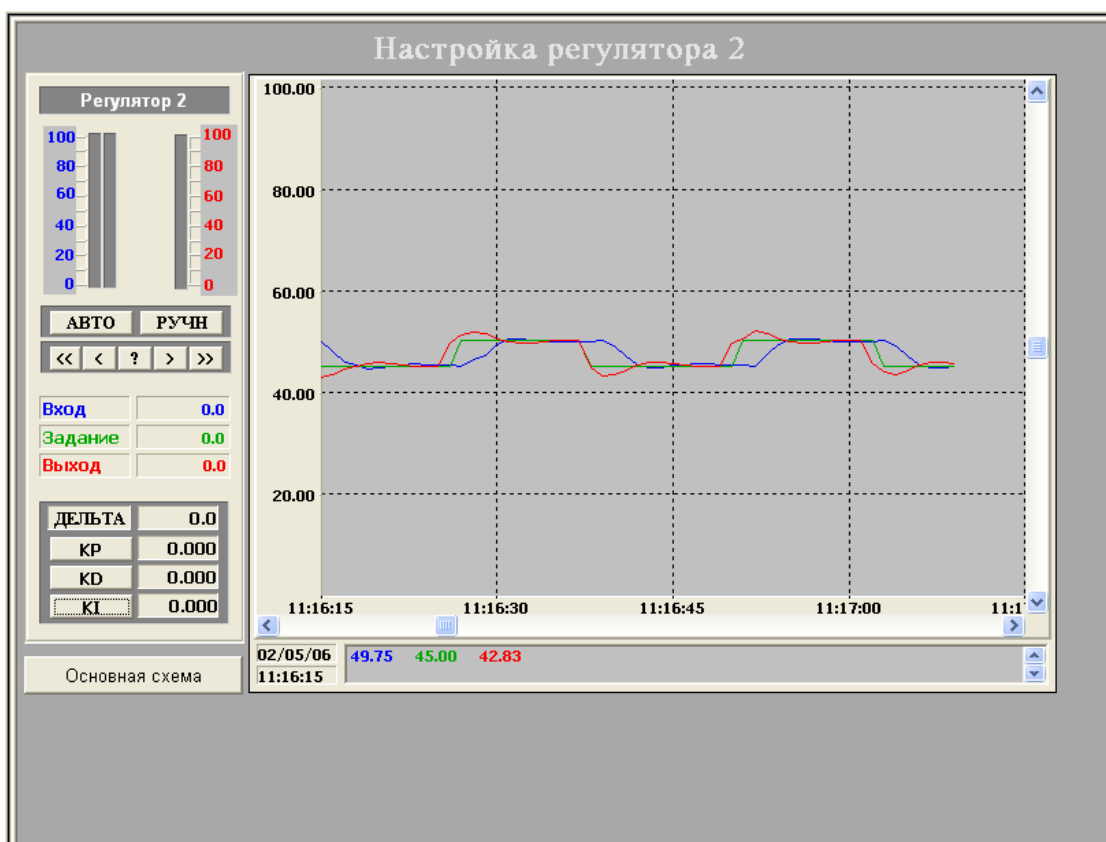 Настройка регулятора 2
Регулятор 2
100 100
80 80
60 60
40 40
20 20
0 0
АВТО РУЧН
<< < ? > >>
Вход 0.0
Задание 0.0
Выход 0.0
ДЕЛЬТА 0.0
KP 0.000
KD 0.000
KI 0.000
Основная схема
100.00
80.00
60.00
40.00
20.00
11:16:15 11:16:30 11:16:45 11:17:00 11:1
02/05/06 49.75 45.00 42.83
11:16:15